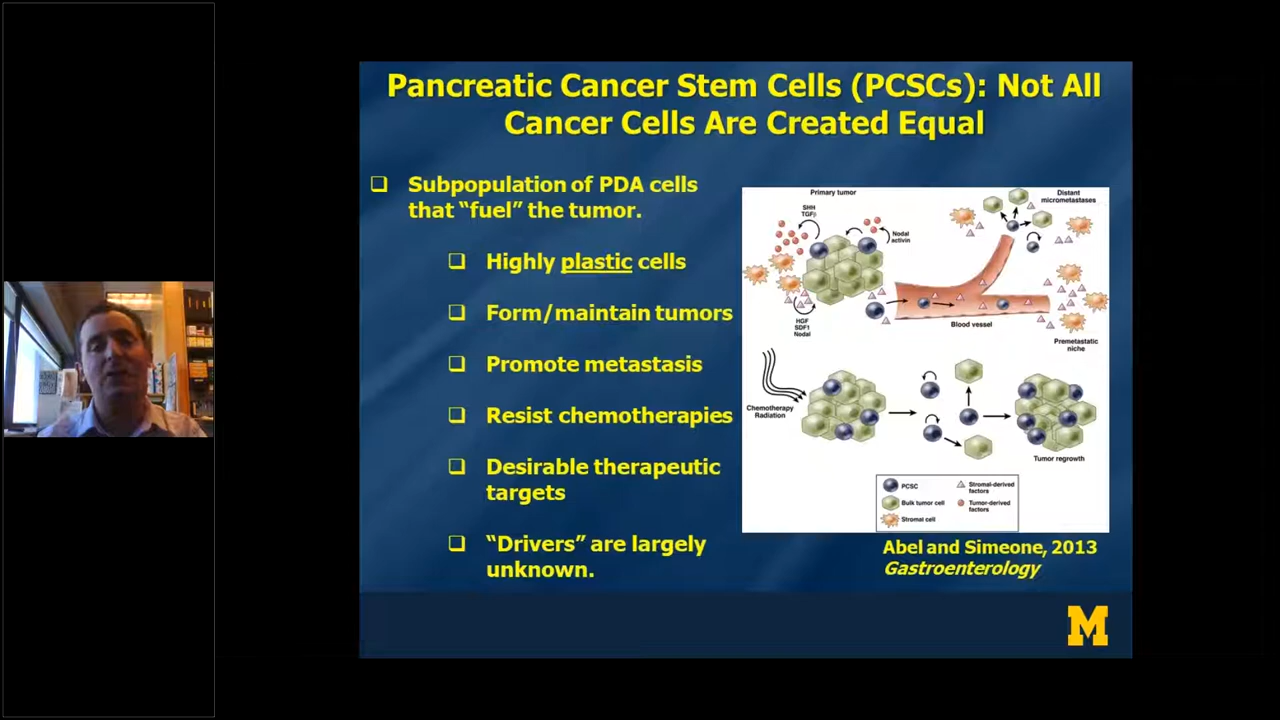 Pancreatic Cancer Stem Cells (PCSCs): Not All
Cancer Cells Are Created Equal
Subpopulation of PDA cells
that “fuel” the tumor.
Highly plastic cells
Form/maintain tumors
Promote metastasis
Resist chemotherapies
Desirable therapeutic
targets
“Drivers” are largely
unknown.
Primary tumor
SHH
TGFβ
Nodal
activin
HGF
SDF1
Nodal
Distant
micrometastases
Blood vessel
Premetastatic
niche
Chemotherapy
Radiation
Tumor regrowth
PCSC
Bulk tumor cell
Stromal cell
Stromal-derived
factors
Tumor-derived
factors
Abel and Simeone, 2013
Gastroenterology
M